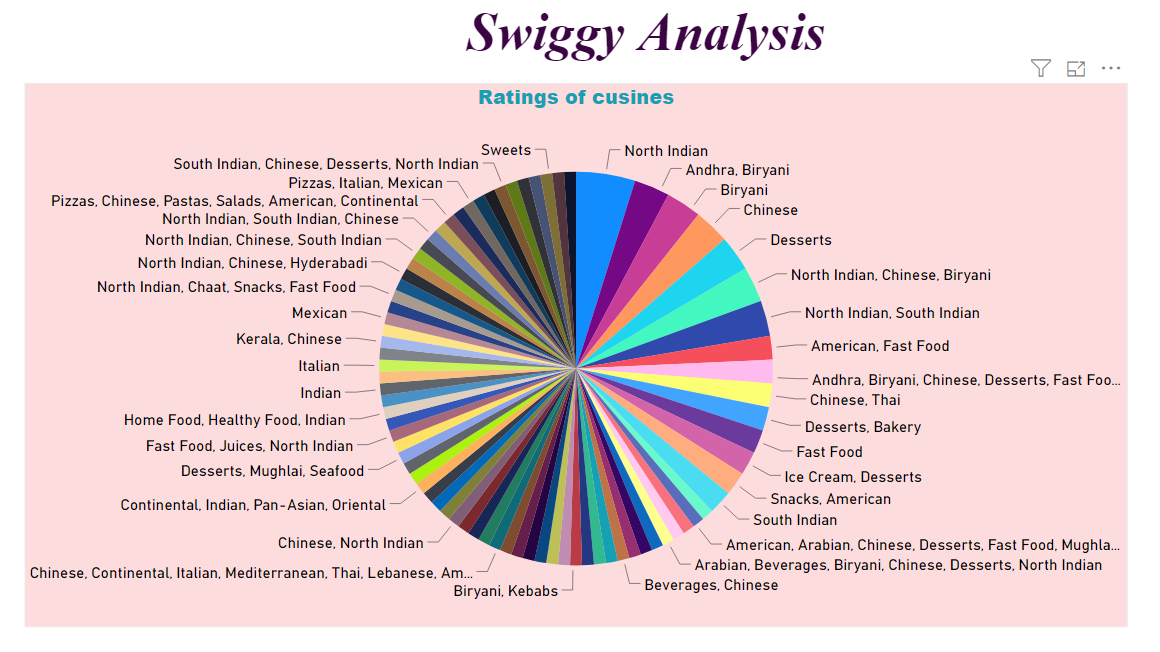 Swiggy Analysis
Ratings of cusines
Sweets
North Indian
South Indian, Chinese, Desserts, North Indian
Andhra, Biryani
Pizzas, Italian, Mexican
Biryani
Pizzas, Chinese, Pastas, Salads, American, Continental
Chinese
North Indian, South Indian, Chinese
North Indian, Chinese, South Indian
Desserts
North Indian, Chinese, Hyderabadi
North Indian, Chinese, Biryani
North Indian, Chaat, Snacks, Fast Food
Mexican
North Indian, South Indian
Kerala, Chinese
American, Fast Food
Italian
Andhra, Biryani, Chinese, Desserts, Fast Foo...
Indian
Chinese, Thai
Home Food, Healthy Food, Indian
Desserts, Bakery
Fast Food, Juices, North Indian
Fast Food
Desserts, Mughlai, Seafood
Ice Cream, Desserts
Continental, Indian, Pan-Asian, Oriental
Snacks, American
South Indian
Chinese, North Indian
American, Arabian, Chinese, Desserts, Fast Food, Mughla...
Arabian, Beverages, Biryani, Chinese, Desserts, North Indian
Chinese, Continental, Italian, Mediterranean, Thai, Lebanese, Am...
Beverages, Chinese
Biryani, Kebabs